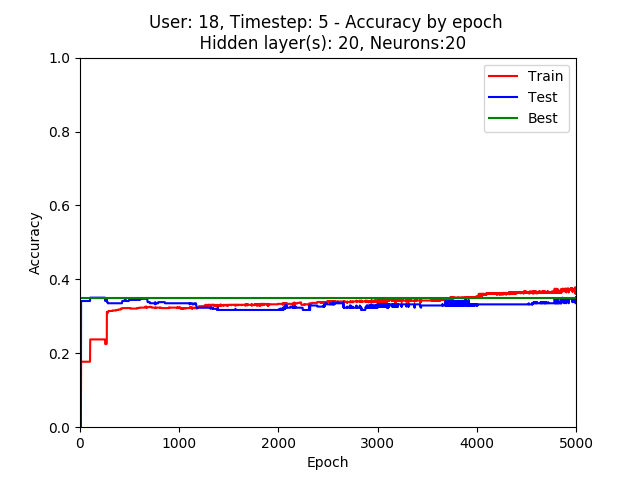 User: 18, Timestep: 5 - Accuracy by epoch
Hidden layer(s): 20, Neurons:20
1.0
0.8
0.6
0.4
0.2
0.0
Accuracy
Train
Test
Best
0
1000
2000
3000
4000
5000
Epoch